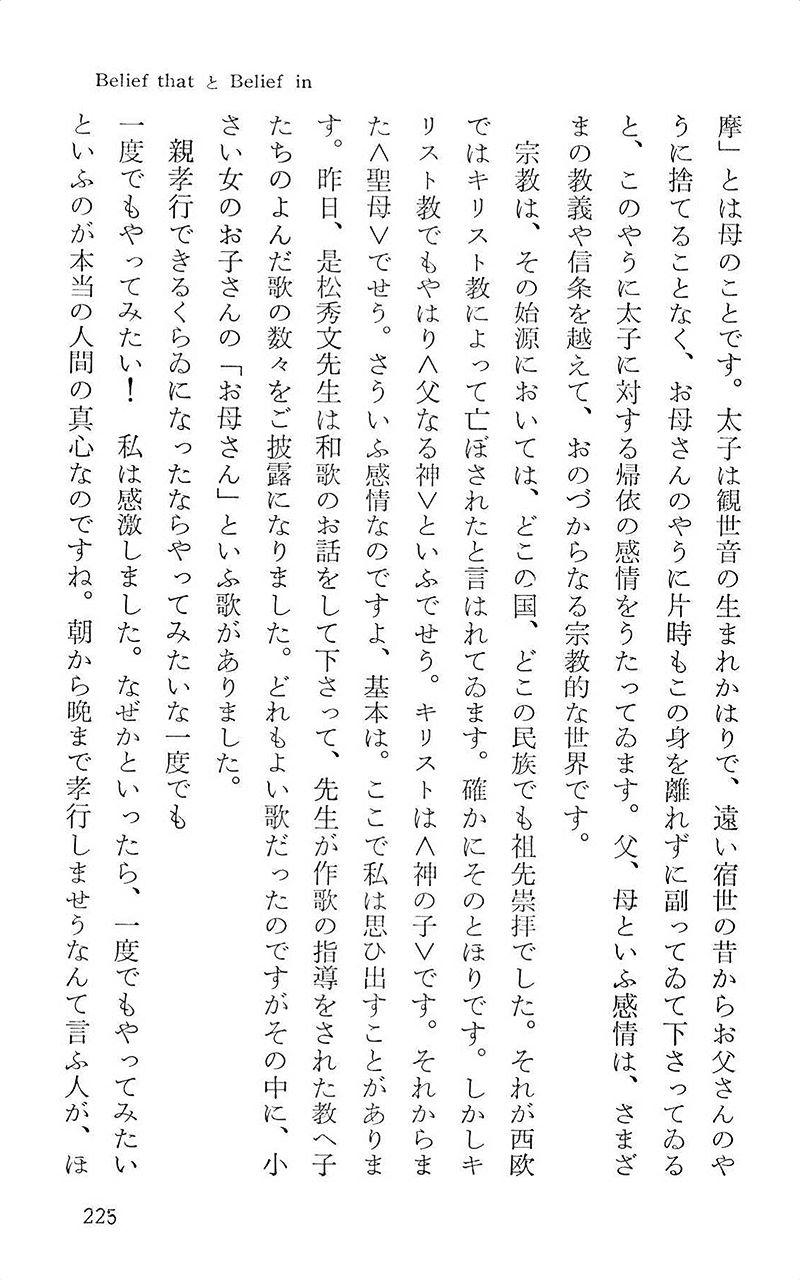 Belief that と Belief in
摩」とは母のことです。太子は観世音の生まれかはりで、遠い宿世の昔からお父さんのや
うに捨てることなく、お母さんのやうに片時もこの身を離れずに副ってゐて下さってゐる
と、このやうに太子に対する帰依の感情をうたってゐます。父、母といふ感情は、さまざ
まの教義や信条を越えて、おのづからなる宗教的な世界です。
宗教は、その始源においては、どこの国、どこの民族でも祖先崇拝でした。それが西欧
ではキリスト教によって亡ぼされたと言はれてゐます。確かにそのとほりです。しかしキ
リスト教でもやはり〈父なる神〉といふでせう。キリストは〈神の子〉です。それからま
た〈聖母〉でせう。さういふ感情なのですよ、基本は。ここで私は思ひ出すことがありま
す。昨日、是松秀文先生は和歌のお話をして下さって、先生が作歌の指導をされた教へ子
たちのよんだ歌の数々をご披露になりました。どれもよい歌だったのですがその中に、小
さい女のお子さんの「お母さん」といふ歌がありました。
親孝行できるくらゐになったならやってみたいな一度でも
一度でもやってみたい！　私は感激しました。なぜかといったら、一度でもやってみたい
といふのが本当の人間の真心なのですね。朝から晩まで孝行しませうなんて言ふ人が、ほ
225